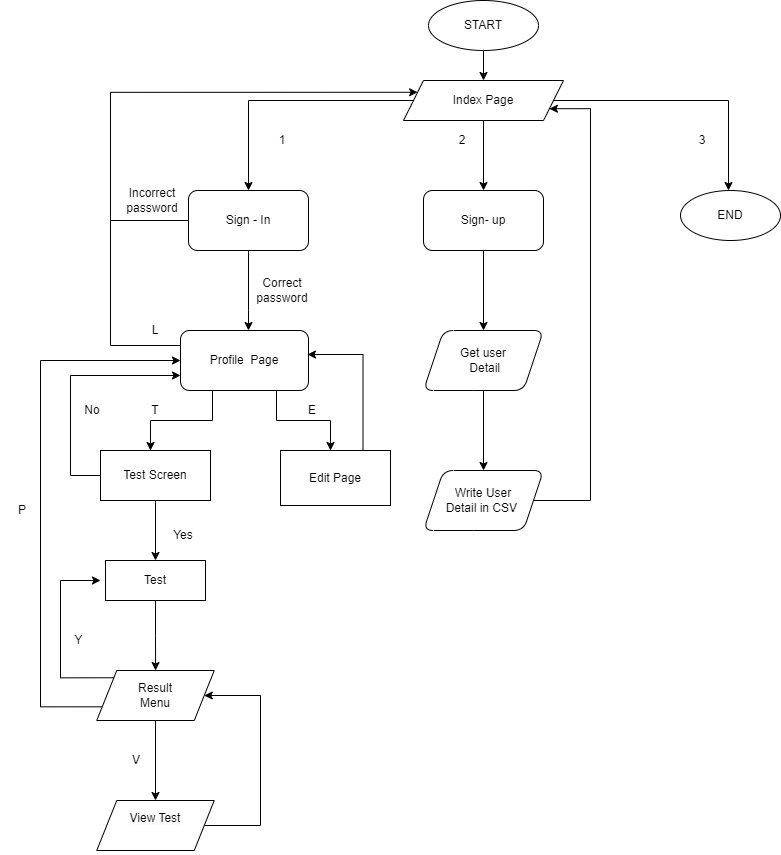 START
Index Page
1
2
3
Incorrect
password
Sign - In
Sign- up
END
Correct
password
L
Profile  Page
Get user
Detail
No
T
E
Test Screen
Edit Page
Write User
Detail in CSV
P
Yes
Test
Y
Result
Menu
V
View Test